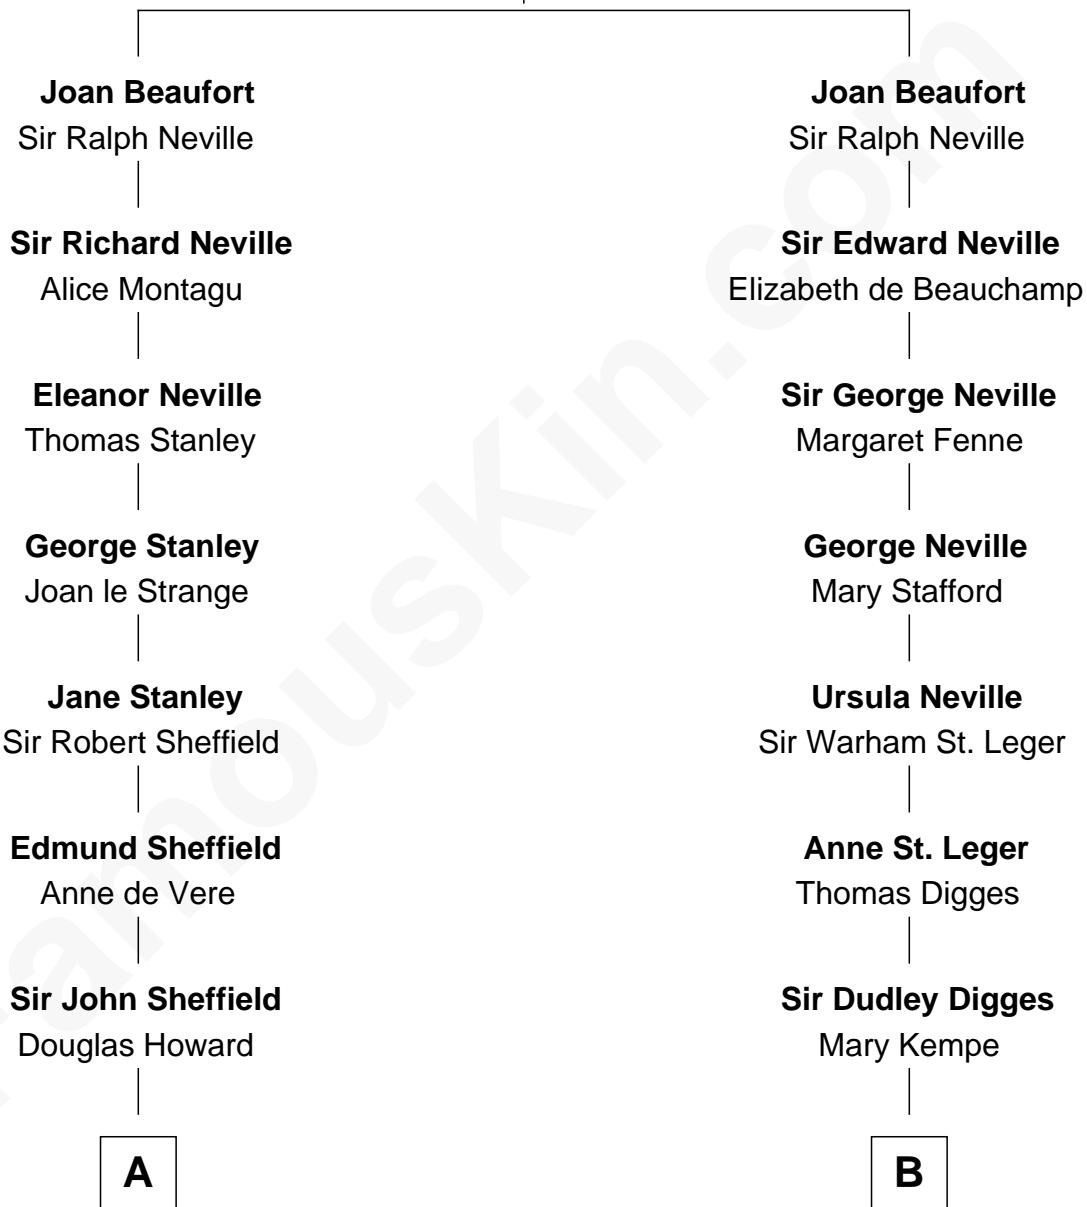 Joan Beaufort
Sir Ralph Neville
Sir Richard Neville
Alice Montagu
Eleanor Neville
Thomas Stanley
George Stanley
Joan le Strange
Jane Stanley
Sir Robert Sheffield
Edmund Sheffield
Anne de Vere
Sir John Sheffield
Douglas Howard
A
Joan Beaufort
Sir Ralph Neville
Sir Edward Neville
Elizabeth de Beauchamp
Sir George Neville
Margaret Fenne
George Neville
Mary Stafford
Ursula Neville
Sir Warham St. Leger
Anne St. Leger
Thomas Digges
Sir Dudley Digges
Mary Kempe
B
FamousKin.com